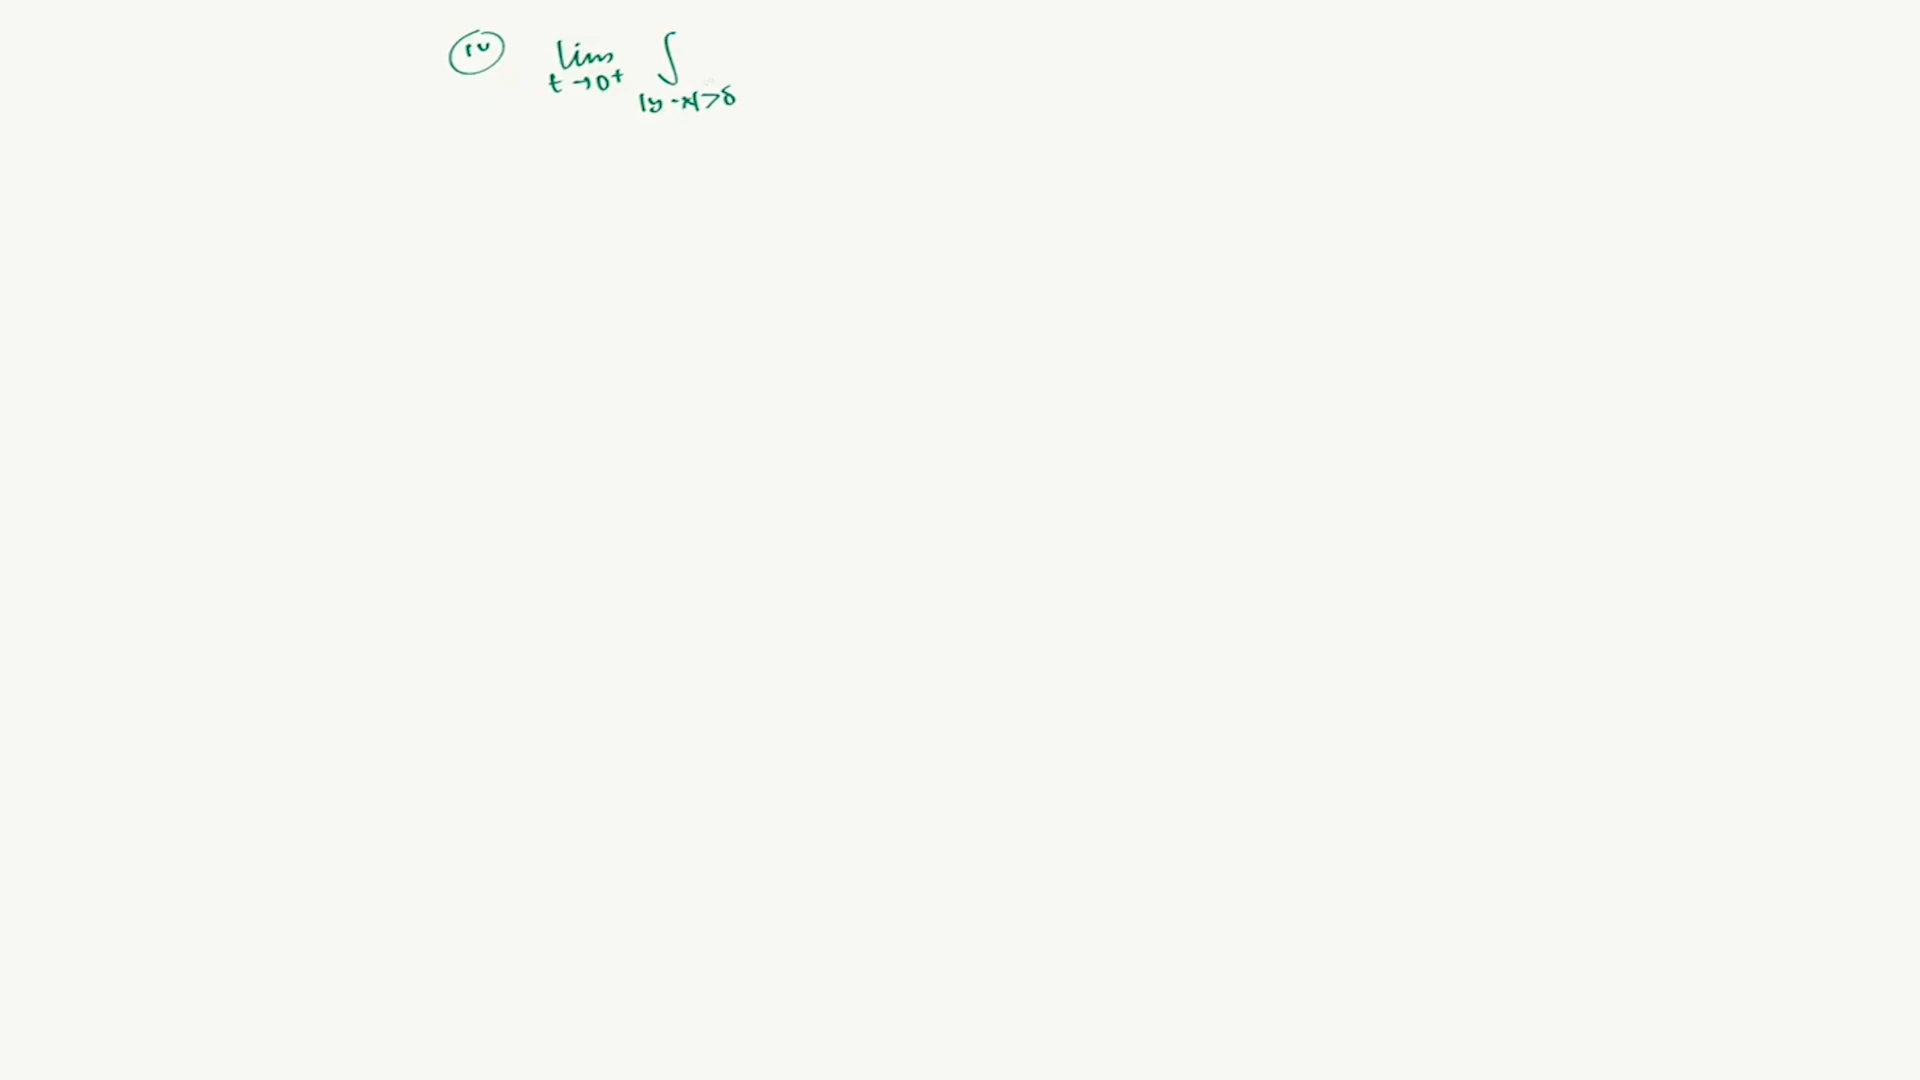 (iv) lim t→0+ ∫ |y-x|>δ